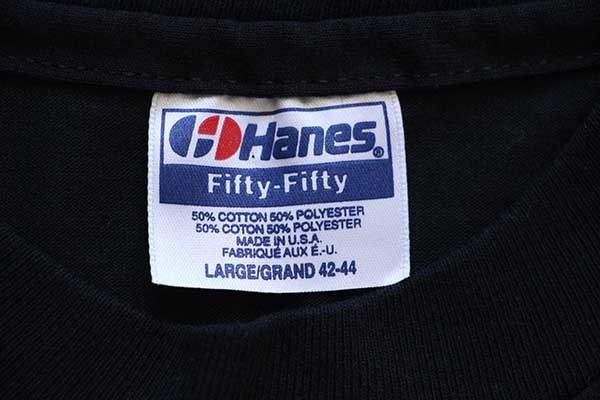 Hanes®
Fifty-Fifty
50% COTTON 50% POLYESTER
50% COTON 50% POLYESTER
MADE IN U.S.A.
FABRIQUÉ AUX É.-U.
LARGE/GRAND 42-44